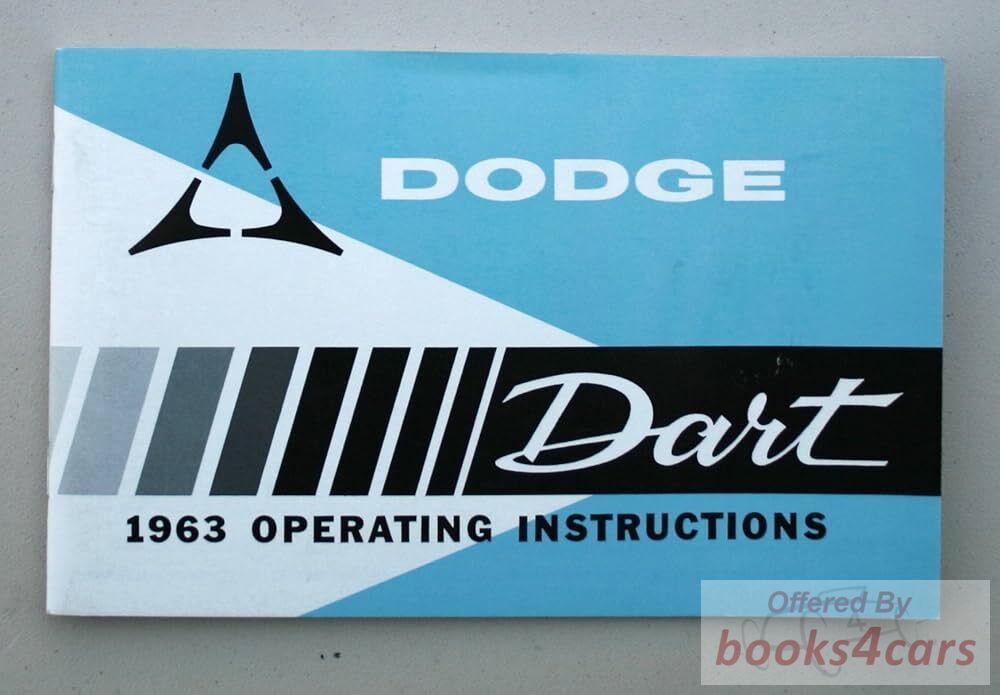 DODGE
Dart
1963 OPERATING INSTRUCTIONS
Offered By
books4cars